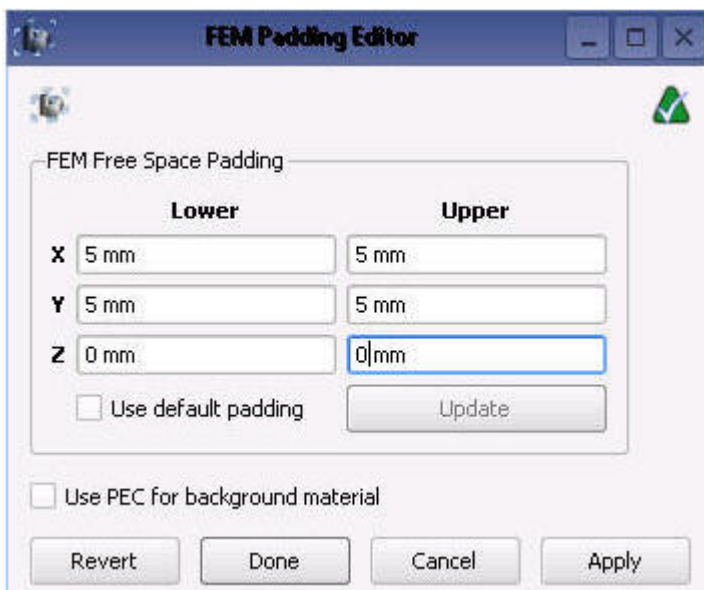 FEM Padding Editor
FEM Free Space Padding
Lower Upper
X 5 mm 5 mm
Y 5 mm 5 mm
Z 0 mm 0 mm
Use default padding Update
Use PEC for background material
Revert Done Cancel Apply